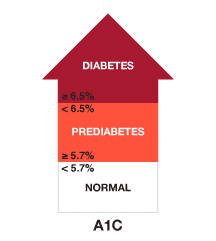 DIABETES
≥ 6.5%
< 6.5%
PREDIABETES
≥ 5.7%
< 5.7%
NORMAL
A1C